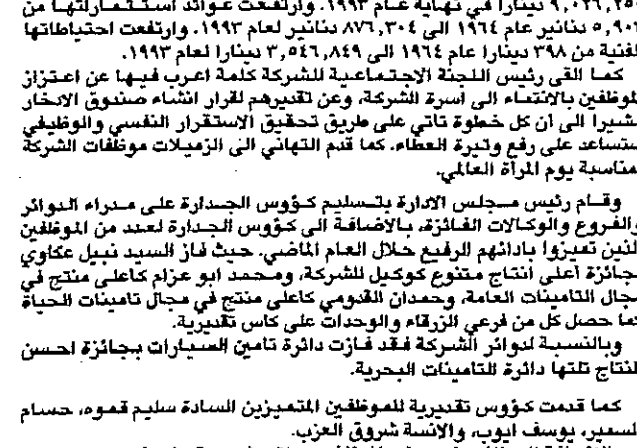 ٩,٠٢٦,٢٥٠ دينارا في نهاية عام ١٩٩٣. وارتفعت عوائد استثماراتها من
٥,٩٠٢ دنانير عام ١٩٦٤ الى ٨٧٦,٣٠٤ دنانير لعام ١٩٩٣. وارتفعت احتياطاتها
الفنية من ٣٩٨ دينارا عام ١٩٦٤ الى ٣,٥٤٦,٨٤٩ دينارا لعام ١٩٩٣.
كما القى رئيس اللجنة الاجتماعية للشركة كلمة اعرب فيها عن اعتزاز
الموظفين بالانتماء الى اسرة الشركة، وعن تقديرهم لقرار انشاء صندوق الادخار
مشيرا الى ان كل خطوة تاتي على طريق تحقيق الاستقرار النفسي والوظيفي
ستساعد على رفع وتيرة العطاء. كما قدم التهاني الى الزميلات موظفات الشركة
بمناسبة يوم المرأة العالمي.
وقام رئيس مجلس الادارة بتسليم كؤوس الجدارة على مدراء الدوائر
والفروع والوكالات الفائزة، بالاضافة الى كؤوس الجدارة لعدد من الموظفين
الذين تميزوا بادائهم الرفيع خلال العام الماضي. حيث فاز السيد نبيل عكاوي
بجائزة اعلى انتاج متنوع كوكيل للشركة، ومحمد ابو عزام كاعلى منتج في
مجال التامينات العامة، وحمدان القدومي كاعلى منتج في مجال تامينات الحياة
كما حصل كل من فرعي الزرقاء والوحدات على كاس تقديرية.
وبالنسبة لدوائر الشركة فقد فازت دائرة تامين السيارات بجائزة احسن
انتاج تلتها دائرة للتامينات البحرية.
كما قدمت كؤوس تقديرية للموظفين المتميزين السادة سليم قموه، حسام
السمير، يوسف ايوب، والانسة شروق العزب.